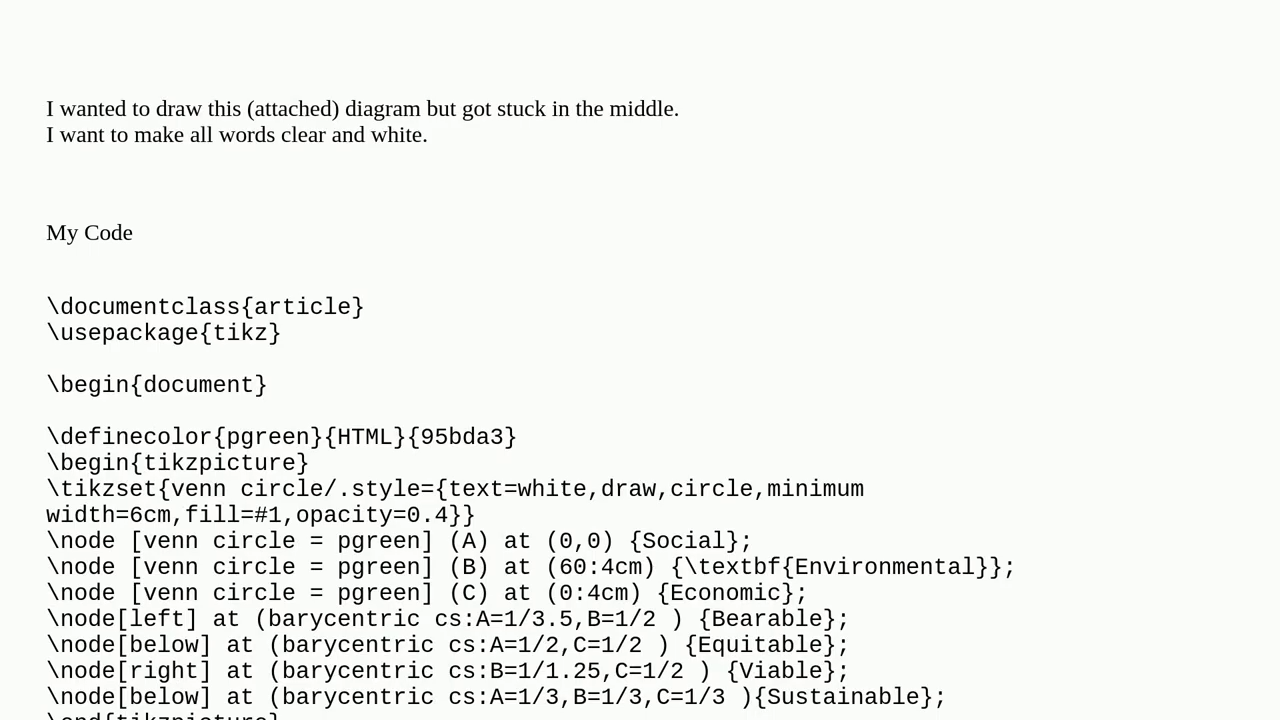 I wanted to draw this (attached) diagram but got stuck in the middle.
I want to make all words clear and white.
My Code
\documentclass{article}
\usepackage{tikz}
\begin{document}
\definecolor{pgreen}{HTML}{95bda3}
\begin{tikzpicture}
\tikzset{venn circle/.style={text=white,draw,circle,minimum
width=6cm,fill=#1,opacity=0.4}}
\node [venn circle = pgreen] (A) at (0,0) {Social};
\node [venn circle = pgreen] (B) at (60:4cm) {\textbf{Environmental}};
\node [venn circle = pgreen] (C) at (0:4cm) {Economic};
\node[left] at (barycentric cs:A=1/3.5,B=1/2 ) {Bearable};
\node[below] at (barycentric cs:A=1/2,C=1/2 ) {Equitable};
\node[right] at (barycentric cs:B=1/1.25,C=1/2 ) {Viable};
\node[below] at (barycentric cs:A=1/3,B=1/3,C=1/3 ){Sustainable};
\end{tikzpicture}